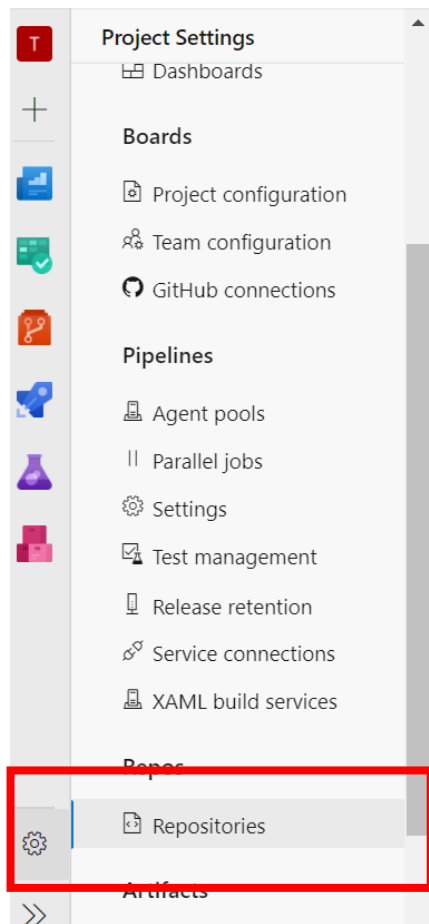 T
Project Settings
Dashboards
Boards
Project configuration
Team configuration
GitHub connections
Pipelines
Agent pools
Parallel jobs
Settings
Test management
Release retention
Service connections
XAML build services
Repos
Repositories
Artifacts